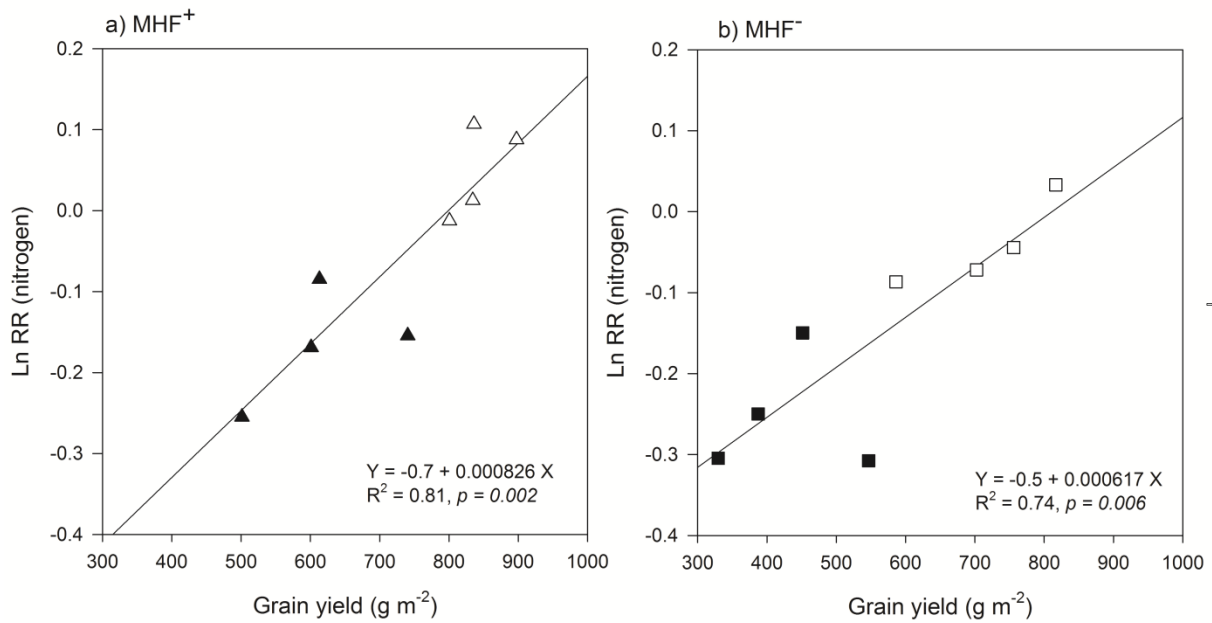 a) MHF⁺
0.2
0.1
0.0
-0.1
-0.2
-0.3
-0.4
Ln RR (nitrogen)
Y = -0.7 + 0.000826 X
R² = 0.81, p = 0.002
300 400 500 600 700 800 900 1000
Grain yield (g m⁻²)
b) MHF⁻
0.2
0.1
0.0
-0.1
-0.2
-0.3
-0.4
Ln RR (nitrogen)
Y = -0.5 + 0.000617 X
R² = 0.74, p = 0.006
300 400 500 600 700 800 900 1000
Grain yield (g m⁻²)